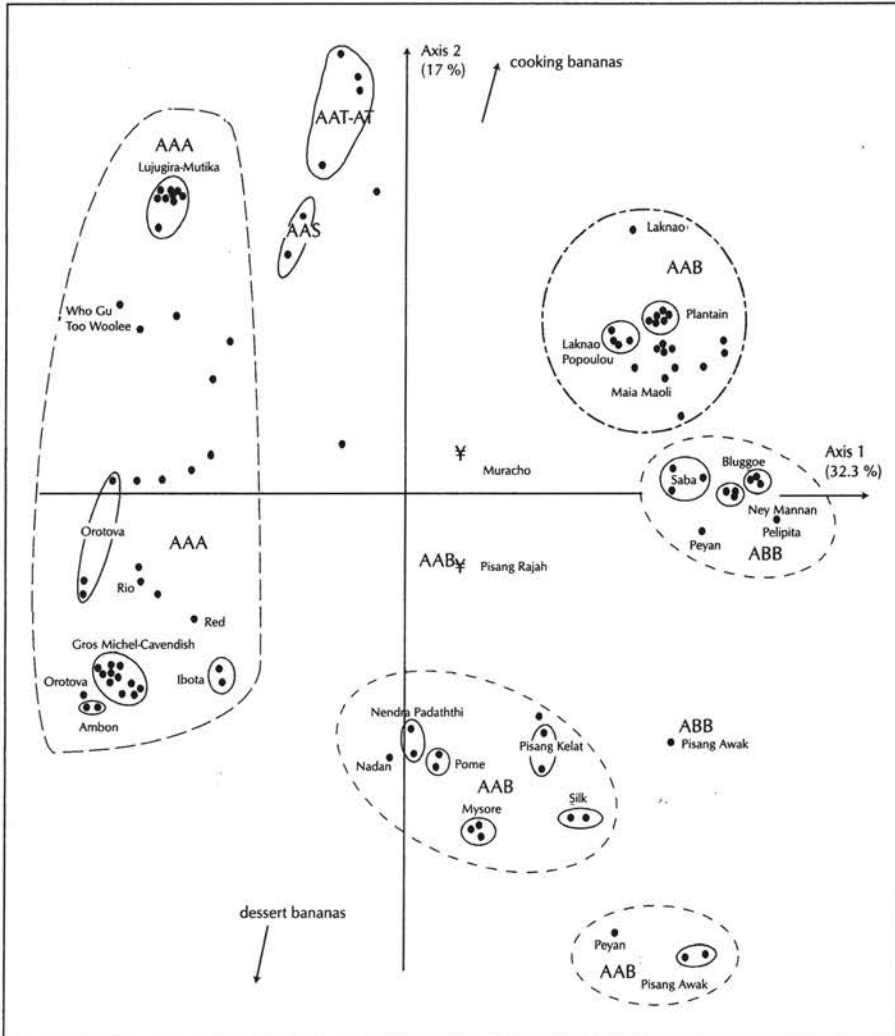 Axis 2
(17 %)
cooking bananas
AAT-AT
AAA
Lujugira-Mutika
AAS
Laknao
AAB
Plantain
Who Gu
Too Woolee
Laknao
Popoulou
Maia Maoli
Muracho
Axis 1
(32.3 %)
Bluggoe
Saba
Ney Mannan
Pelipita
Peyan
ABB
Orotova
AAA
Rio
AAB
Pisang Rajah
Red
Gros Michel-Cavendish
Orotova
Ibota
Ambon
Nendra Padaththi
Pisang Kelat
ABB
Pisang Awak
Nadan
Pome
AAB
Mysore
Silk
dessert bananas
Peyan
AAB
Pisang Awak